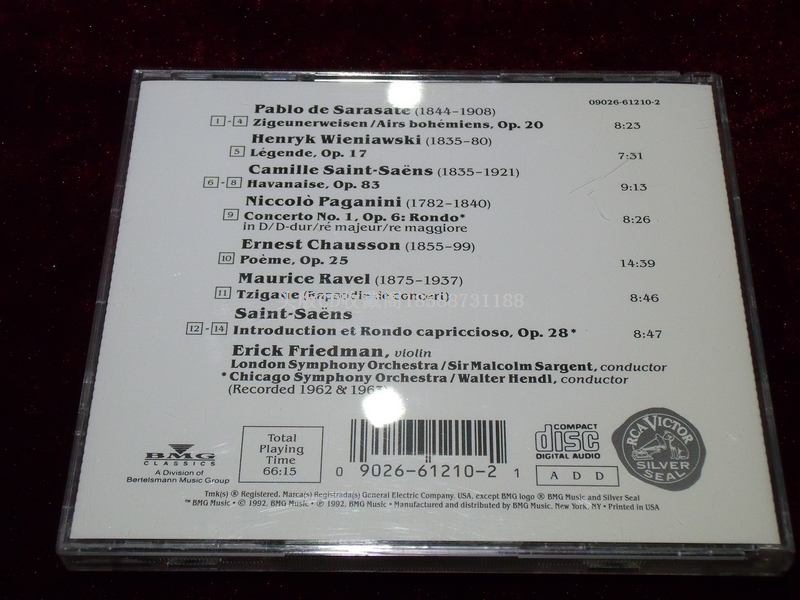 Pablo de Sarasate (1844-1908)
09026-61210-2
1 - 4 Zigeunerweisen/Airs bohémiens, Op. 20 8:23
Henryk Wieniawski (1835-80)
5 Légende, Op. 17 7:31
Camille Saint-Saëns (1835-1921)
6 - 8 Havanaise, Op. 83 9:13
Niccolò Paganini (1782-1840)
9 Concerto No. 1, Op. 6: Rondo* 8:26
in D/D-dur/ré majeur/re maggiore
Ernest Chausson (1855-99)
10 Poème, Op. 25 14:39
Maurice Ravel (1875-1937)
11 Tzigane (Rapsodie de concert) 8:46
Saint-Saëns
12 - 14 Introduction et Rondo capriccioso, Op. 28* 8:47
Erick Friedman, violin
London Symphony Orchestra/Sir Malcolm Sargent, conductor
*Chicago Symphony Orchestra/Walter Hendl, conductor
(Recorded 1962 & 
BMG
CLASSICS
A Division of
Bertelsmann Music Group
Total
Playing
Time
66:15
0 9026-61210-2 1
COMPACT
disc
DIGITAL AUDIO
A D D
RCA VICTOR
SILVER
SEAL
Tmk(s) ® Registered. Marca(s) Registrada(s) General Electric Company, USA, except BMG logo ® BMG Music and Silver Seal
™ BMG Music • © 1992, BMG Music • ℗ 1992, BMG Music • Manufactured and distributed by BMG Music, New York, NY • Printed in USA